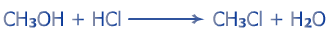 CH₃OH + HCl ⟶ CH₃Cl + H₂O